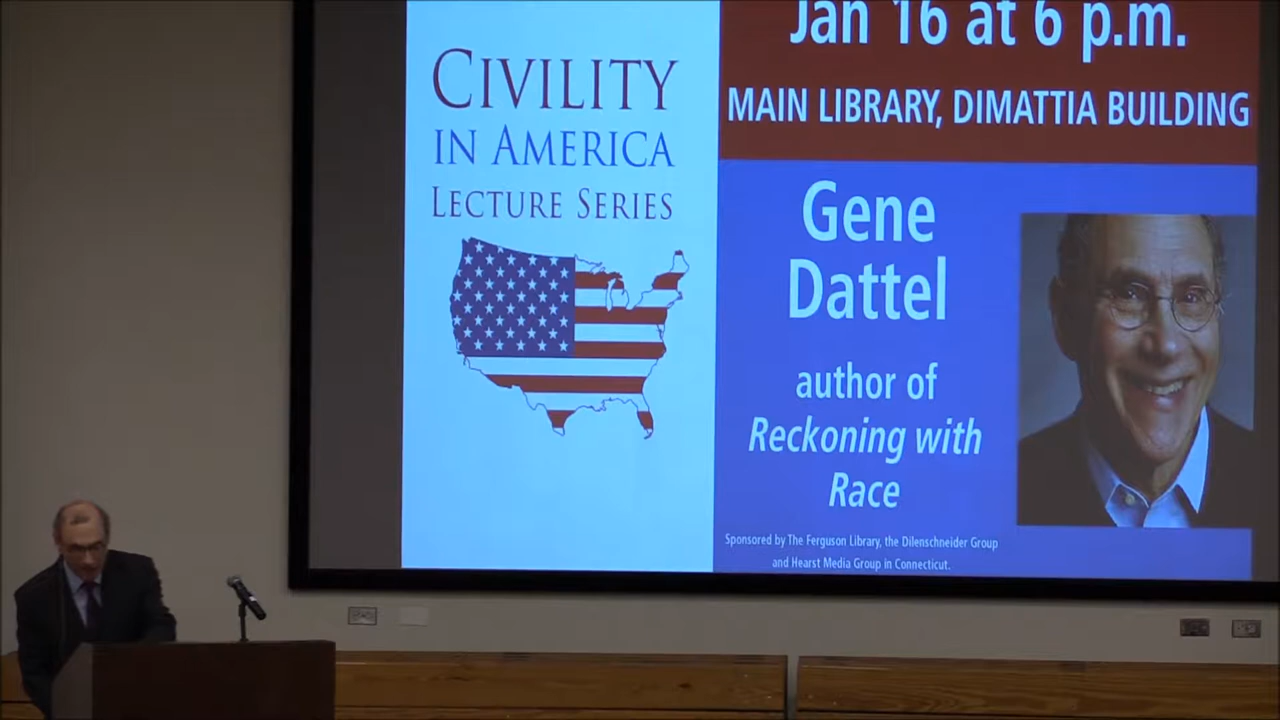 CIVILITY
IN AMERICA
LECTURE SERIES
Jan 16 at 6 p.m.
MAIN LIBRARY, DIMATTIA BUILDING
Gene
Dattel
author of
Reckoning with
Race
Sponsored by The Ferguson Library, the Dilenschneider Group
and Hearst Media Group in Connecticut.